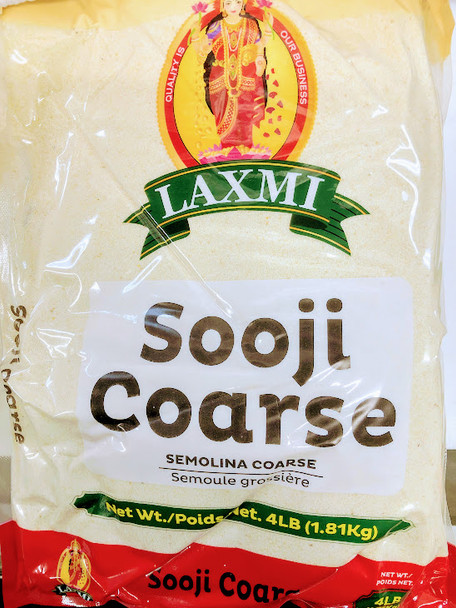 QUALITY IS
OUR BUSINESS
LAXMI
Sooji
Coarse
SEMOLINA COARSE
Semoule grossière
Net Wt./Poids Net. 4LB (1.81Kg)
Sooji Coarse
LAXMI
Sooji Coarse
NET WT./
POIDS NET.
4LB